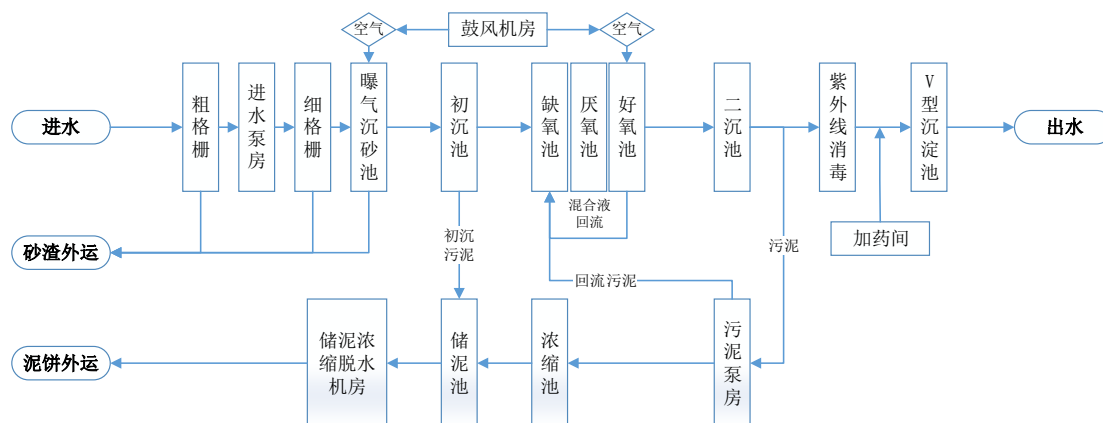 空气
鼓风机房
空气
进水
粗格栅
进水泵房
细格栅
曝气沉砂池
初沉池
缺氧池
厌氧池
好氧池
二沉池
紫外线消毒
V型沉淀池
出水
混合液
回流
砂渣外运
初沉
污泥
污泥
加药间
回流污泥
泥饼外运
储泥浓
缩脱水
机房
储泥池
浓缩池
污泥泵房